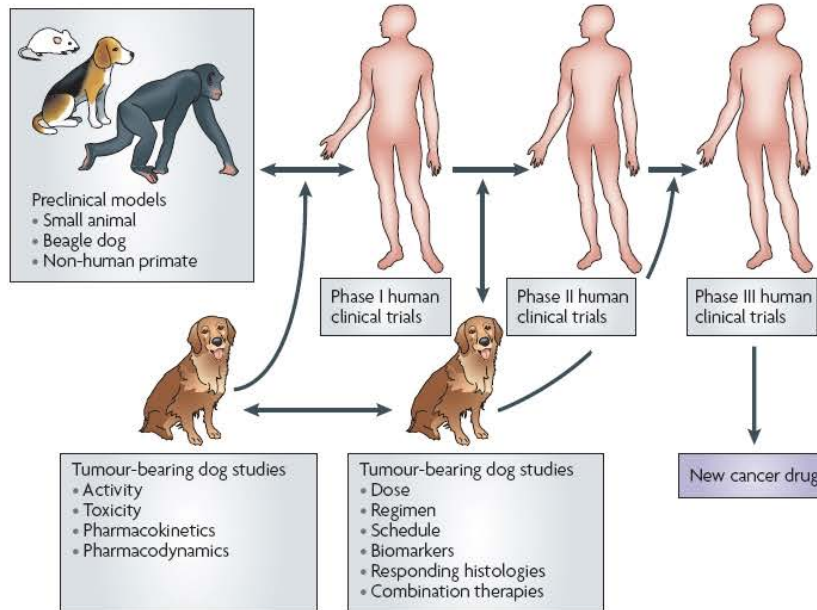 Preclinical models
• Small animal
• Beagle dog
• Non-human primate
Phase I human
clinical trials
Phase II human
clinical trials
Phase III human
clinical trials
Tumour-bearing dog studies
• Activity
• Toxicity
• Pharmacokinetics
• Pharmacodynamics
Tumour-bearing dog studies
• Dose
• Regimen
• Schedule
• Biomarkers
• Responding histologies
• Combination therapies
New cancer drug